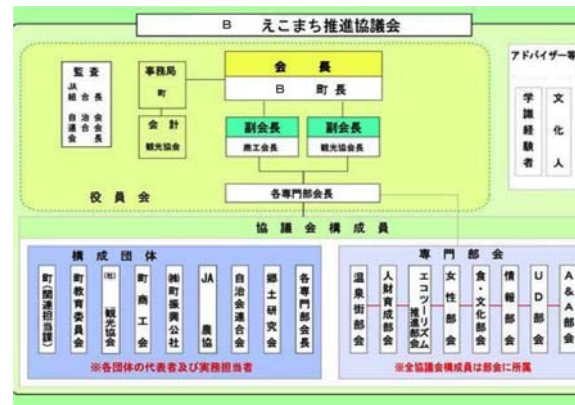 B えこまち推進協議会
監査
JA
組合長
自治会
連合会
会長
事務局
町
会計
観光協会
会長
B 町長
副会長
商工会長
副会長
観光協会長
各専門部会長
役員会
アドバイザー等
学識経験者
文化人
協議会構成員
構成団体
町(関連担当課)
町教育委員会
(社)観光協会
町商工会
㈱町振興公社
JA 農協
自治会連合会
郷土研究会
各専門部会長
※各団体の代表者及び実務担当者
専門部会
温泉街部会
人財育成部会
エコツーリズム
推進部会
女性部会
食・文化部会
情報部会
UD部会
A&A部会
※全協議会構成員は部会に所属